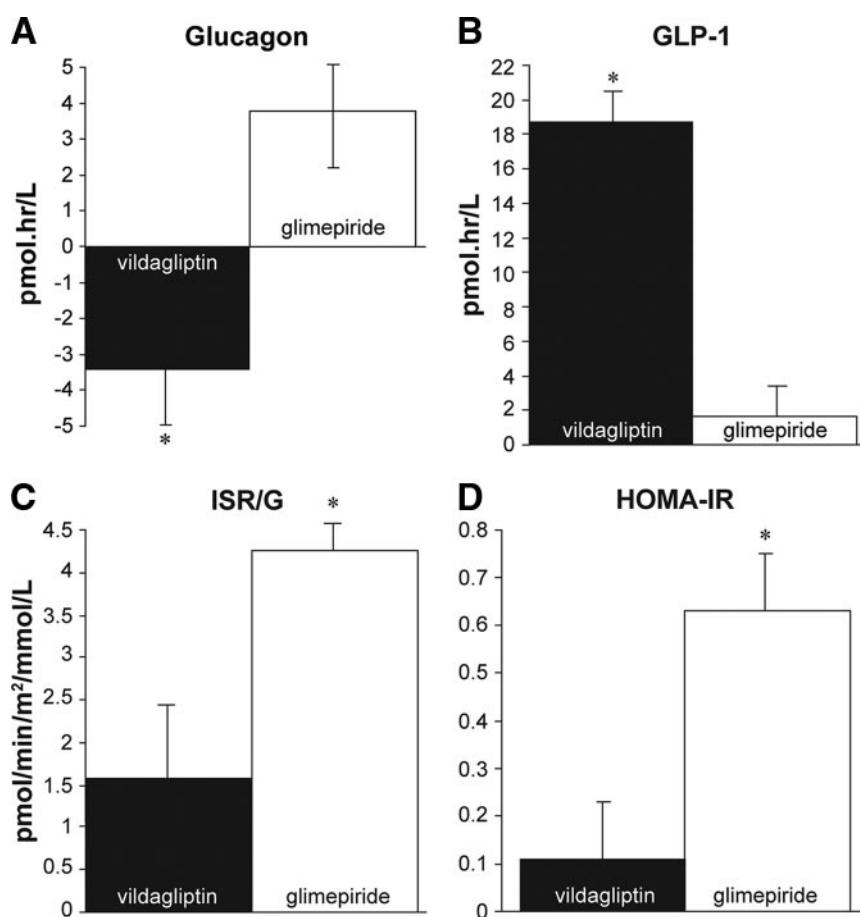 A
Glucagon
pmol.hr/L
5
4
3
2
1
0
-1
-2
-3
-4
-5
vildagliptin
glimepiride
*
B
GLP-1
pmol.hr/L
22
20
18
16
14
12
10
8
6
4
2
0
*
vildagliptin
glimepiride
C
ISR/G
pmol/min/m²/mmol/L
4.5
4
3.5
3
2.5
2
1.5
1
0.5
0
*
vildagliptin
glimepiride
D
HOMA-IR
0.8
0.7
0.6
0.5
0.4
0.3
0.2
0.1
0
*
vildagliptin
glimepiride